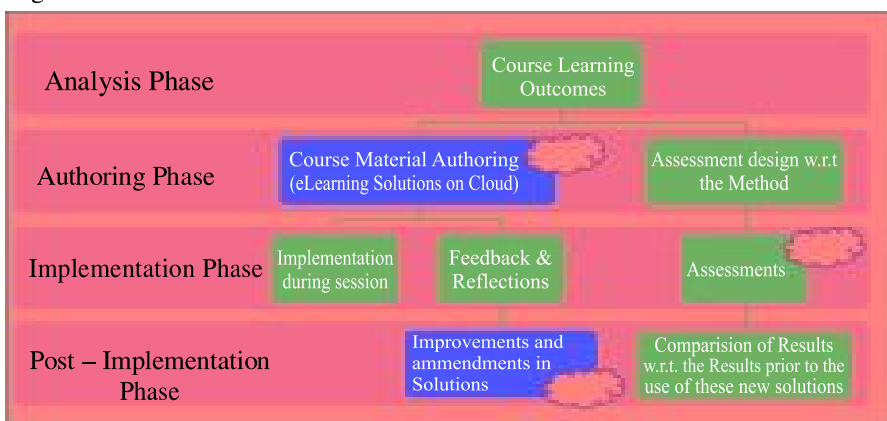 Analysis Phase
Course Learning
Outcomes
Authoring Phase
Course Material Authoring
(eLearning Solutions on Cloud)
Assessment design w.r.t
the Method
Implementation Phase
Implementation
during session
Feedback &
Reflections
Assessments
Post – Implementation
Phase
Improvements and
ammendments in
Solutions
Comparision of Results
w.r.t. the Results prior to the
use of these new solutions